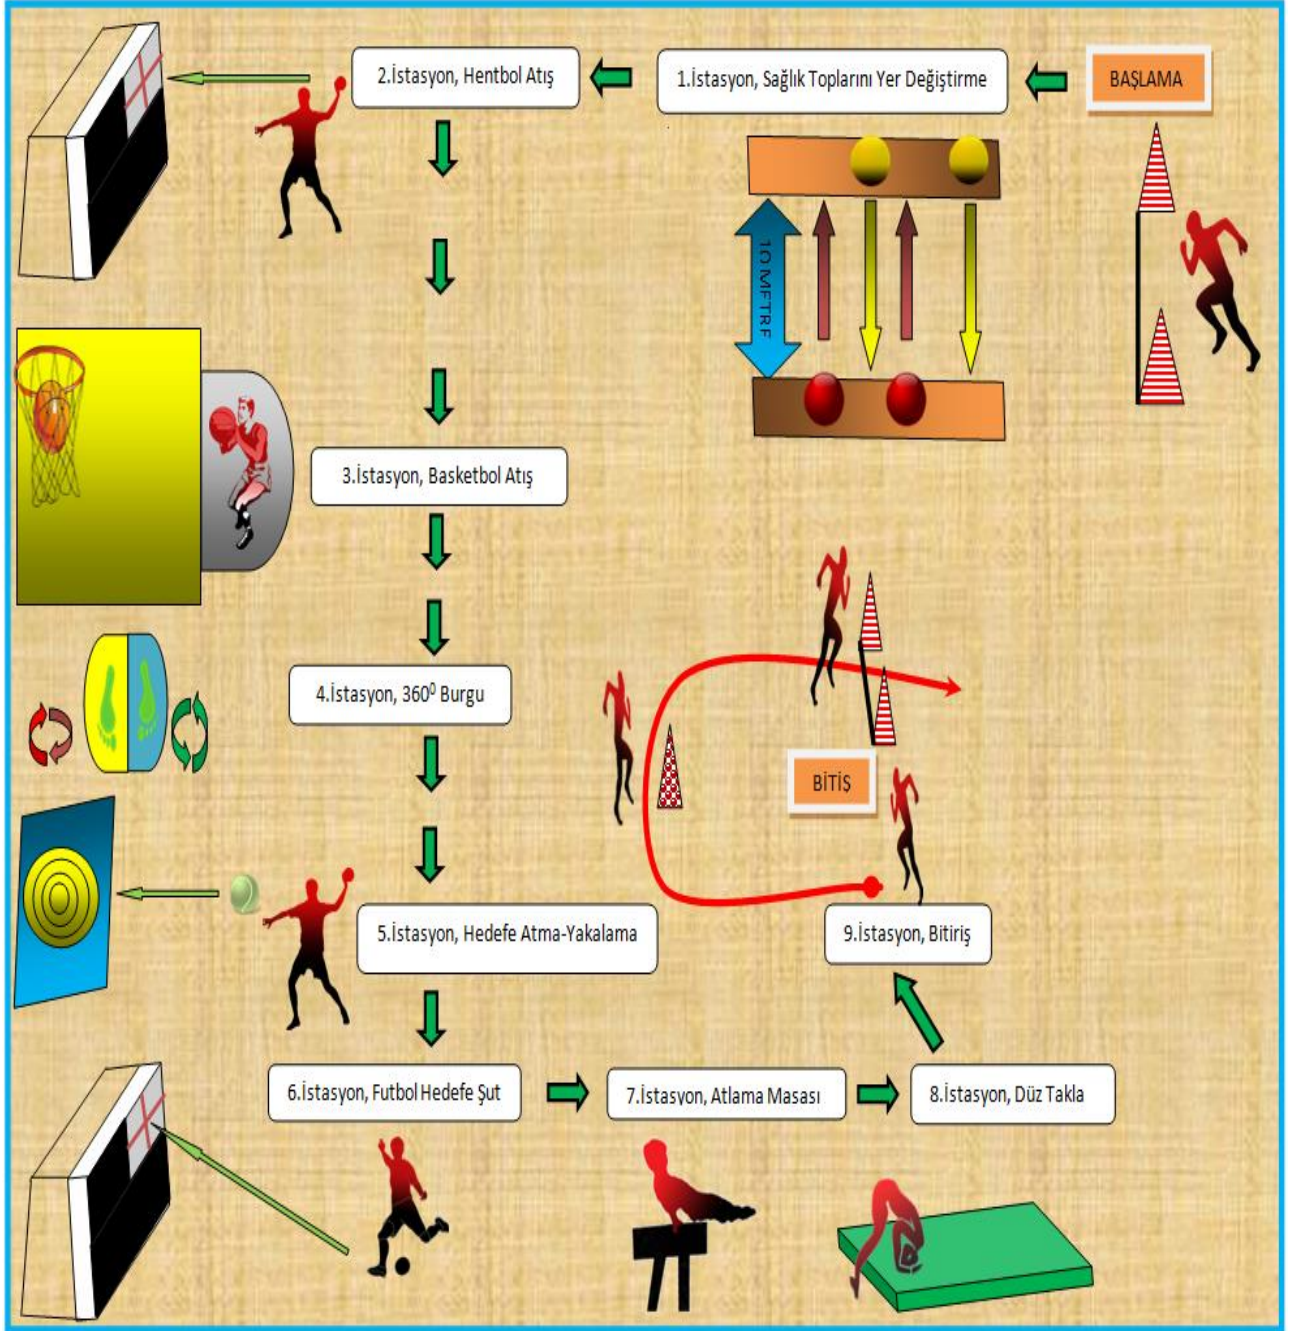 BAŞLAMA
1.İstasyon, Sağlık Toplarını Yer Değiştirme
2.İstasyon, Hentbol Atış
10 METRE
3.İstasyon, Basketbol Atış
4.İstasyon, 360⁰ Burgu
5.İstasyon, Hedefe Atma-Yakalama
6.İstasyon, Futbol Hedefe Şut
7.İstasyon, Atlama Masası
8.İstasyon, Düz Takla
9.İstasyon, Bitiriş
BİTİŞ